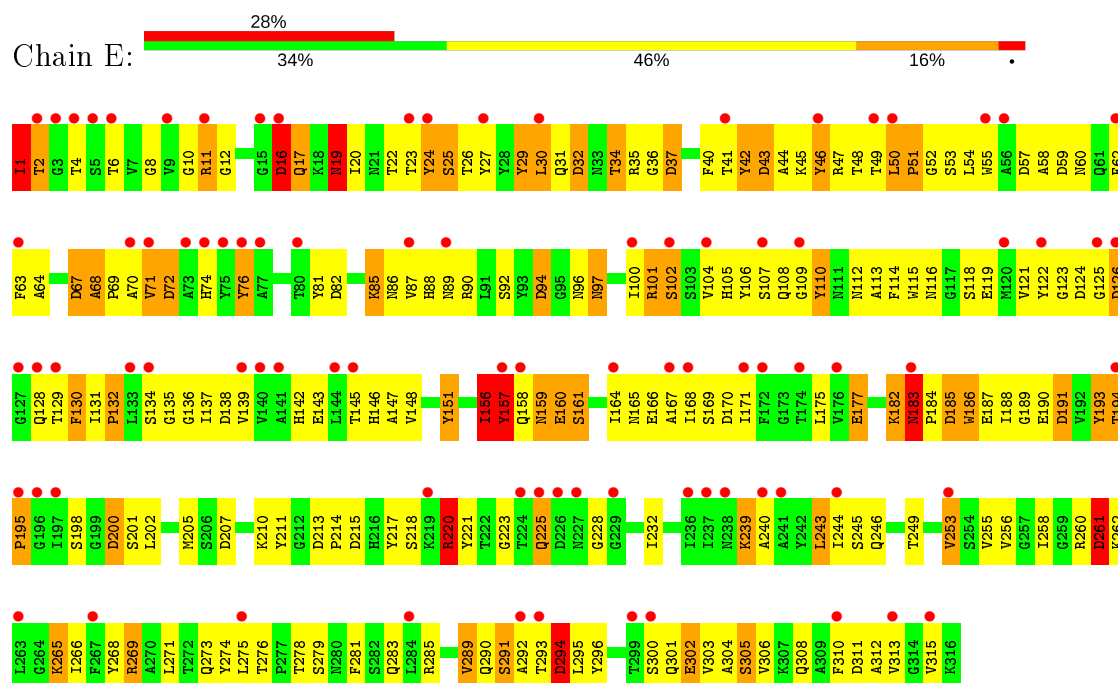 28%
Chain E:
34% 46% 16% •
I1 T2 G3 T4 S5 T6 V7 G8 V9 G10 R11 G12 G15 D16 Q17 K18 N19 I20 N21 T22 T23 Y24 S25 T26 Y27 Y28 Y29 L30 Q31 D32 N33 T34 R35 G36 D37 F40 T41 Y42 D43 A44 K45 Y46 R47 T48 T49 L50 P51 G52 S53 L54 W55 A56 D57 A58 D59 N60 Q61 F62
F63 A64 D67 A68 P69 A70 V71 D72 A73 H74 Y75 Y76 A77 T80 Y81 D82 K85 N86 V87 H88 N89 R90 L91 S92 Y93 D94 G95 N96 N97 I100 R101 S102 S103 V104 H105 Y106 S107 Q108 G109 Y110 N111 N112 A113 F114 W115 N116 G117 S118 E119 M120 V121 Y122 G123 D124 G125 D126
G127 Q128 T129 F130 I131 P132 L133 S134 G135 G136 I137 D138 V139 V140 A141 H142 E143 L144 T145 H146 A147 V148 Y151 I156 Y157 Q158 N159 E160 S161 I164 N165 E166 A167 I168 S169 D170 I171 F172 G173 T174 L175 V176 E177 K182 N183 P184 D185 W186 E187 I188 G189 E190 D191 V192 Y193 T194
P195 G196 I197 S198 G199 D200 S201 L202 M205 S206 D207 K210 Y211 G212 D213 P214 D215 H216 Y217 S218 K219 R220 Y221 T222 G223 T224 Q225 D226 N227 G228 G229 I232 I236 I237 N238 K239 A240 A241 Y242 L243 I244 S245 Q246 T249 V253 S254 V255 V256 G257 I258 G259 R260 D261 K262
L263 G264 K265 I266 F267 Y268 R269 A270 L271 T272 Q273 Y274 L275 T276 P277 T278 S279 N280 F281 S282 Q283 L284 R285 V289 Q290 S291 A292 T293 D294 L295 Y296 T299 S300 Q301 E302 V303 A304 S305 V306 K307 Q308 A309 F310 D311 A312 V313 G314 V315 K316